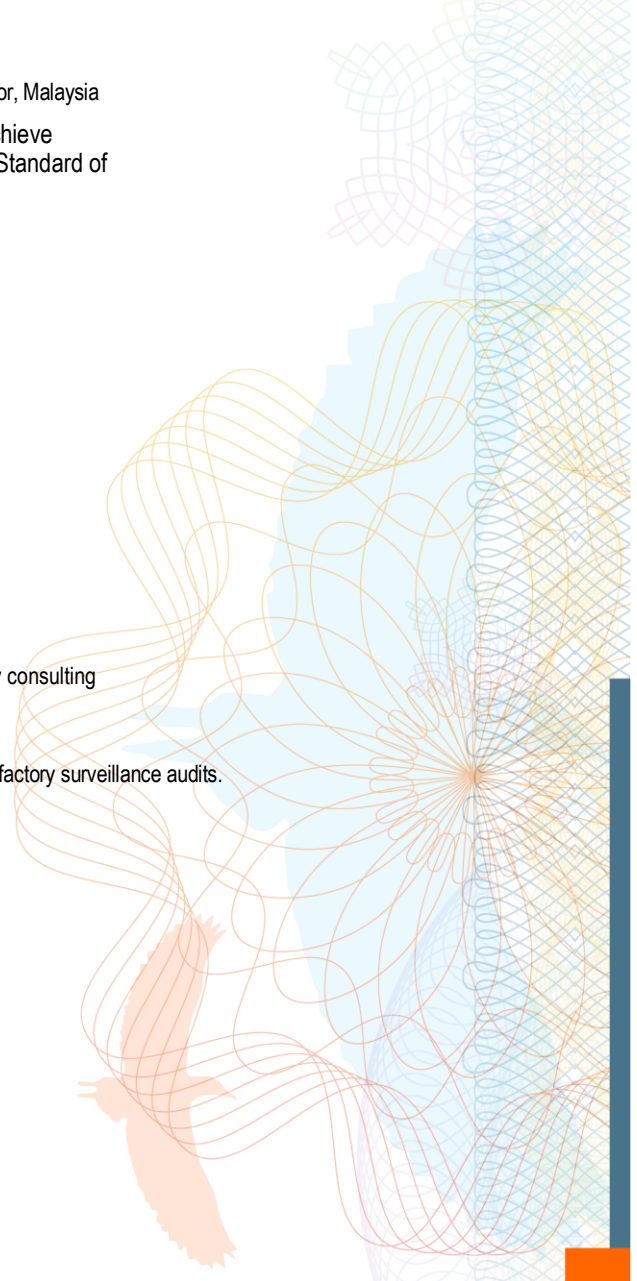 or, Malaysia
hieve
Standard of
consulting
factory surveillance audits.